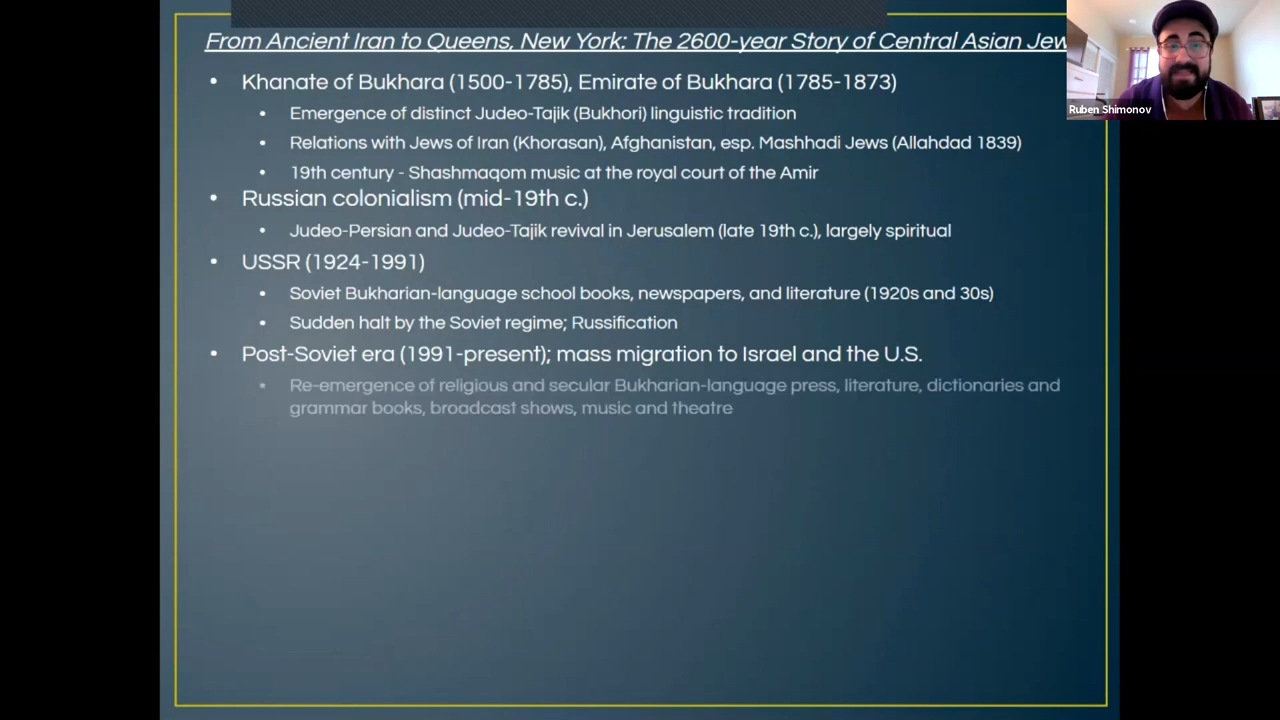 From Ancient Iran to Queens, New York: The 2600-year Story of Central Asian Jew
Ruben Shimonov
• Khanate of Bukhara (1500-1785), Emirate of Bukhara (1785-1873)
• Emergence of distinct Judeo-Tajik (Bukhori) linguistic tradition
• Relations with Jews of Iran (Khorasan), Afghanistan, esp. Mashhadi Jews (Allahdad 1839)
• 19th century - Shashmaqom music at the royal court of the Amir
• Russian colonialism (mid-19th c.)
• Judeo-Persian and Judeo-Tajik revival in Jerusalem (late 19th c.), largely spiritual
• USSR (1924-1991)
• Soviet Bukharian-language school books, newspapers, and literature (1920s and 30s)
• Sudden halt by the Soviet regime; Russification
• Post-Soviet era (1991-present); mass migration to Israel and the U.S.
• Re-emergence of religious and secular Bukharian-language press, literature, dictionaries and
grammar books, broadcast shows, music and theatre